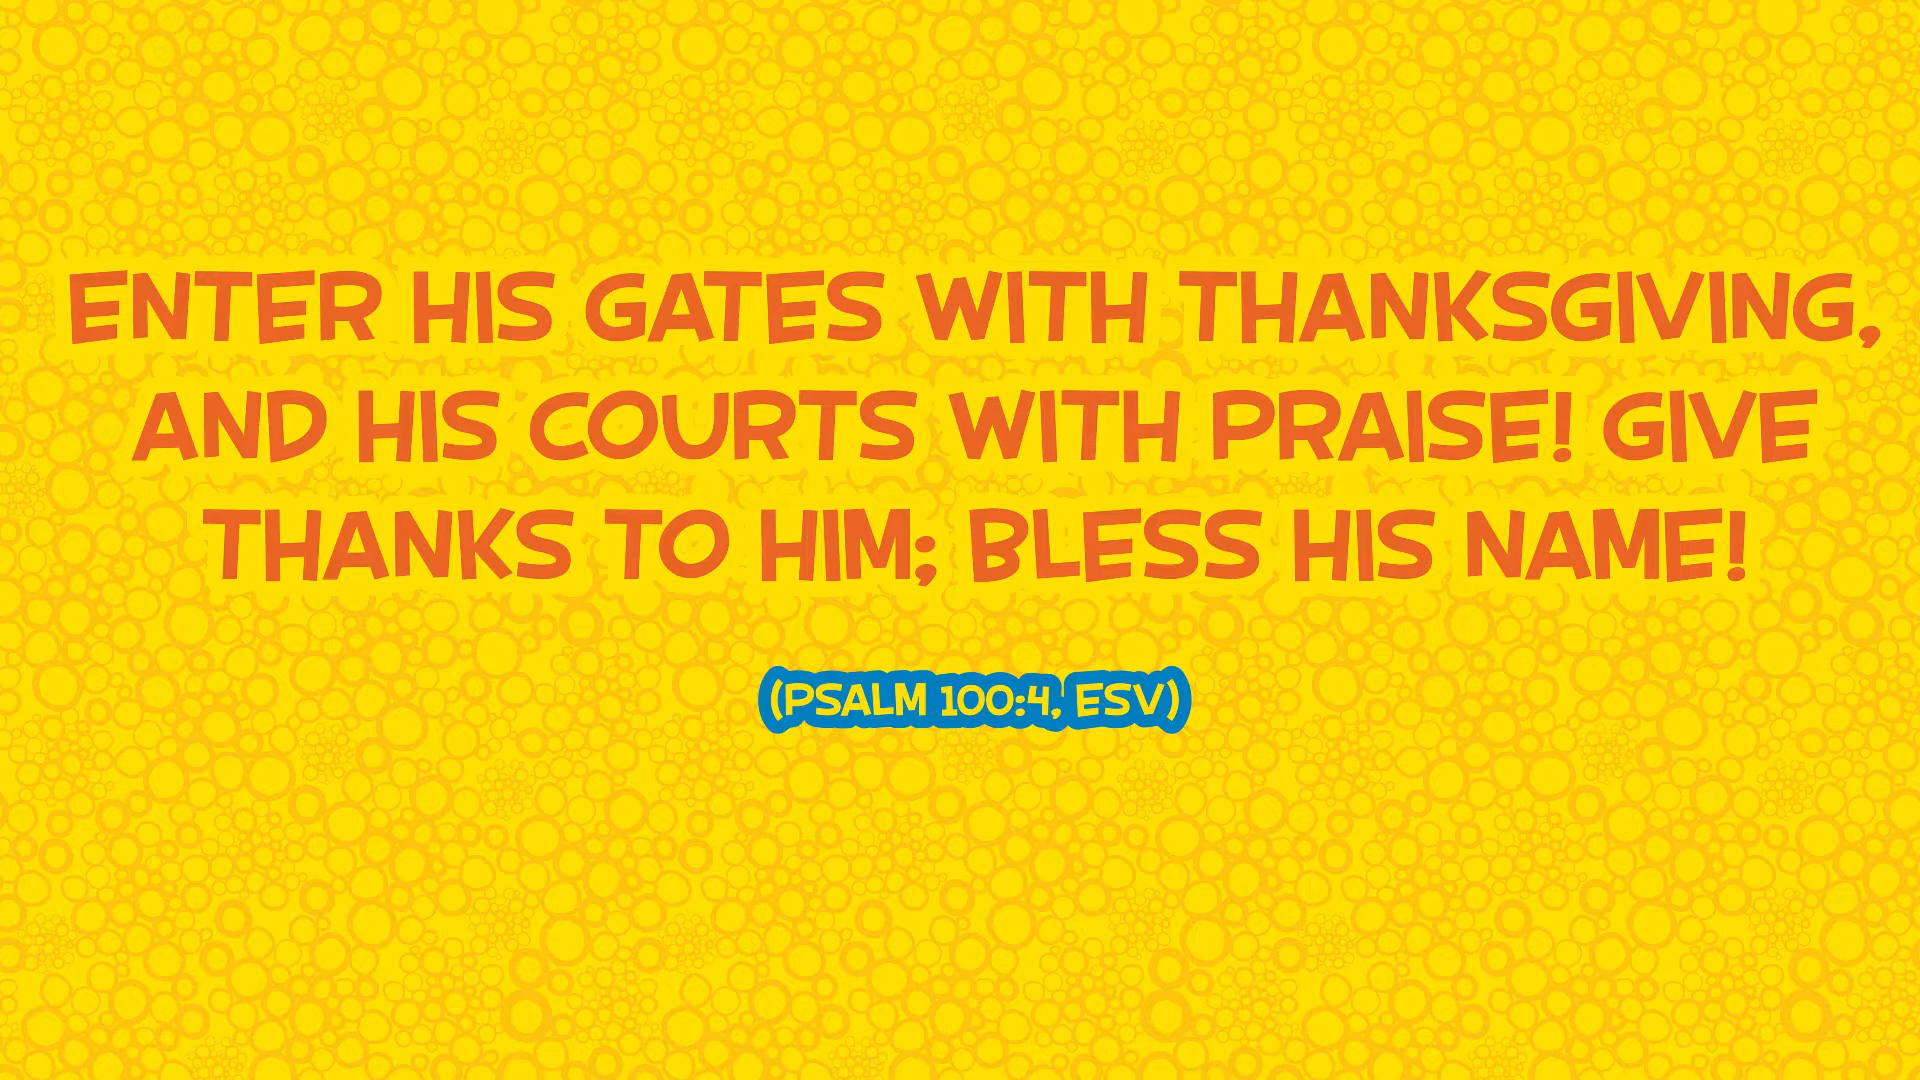 ENTER HIS GATES WITH THANKSGIVING,
AND HIS COURTS WITH PRAISE! GIVE
THANKS TO HIM; BLESS HIS NAME!
(PSALM 100:4, ESV)